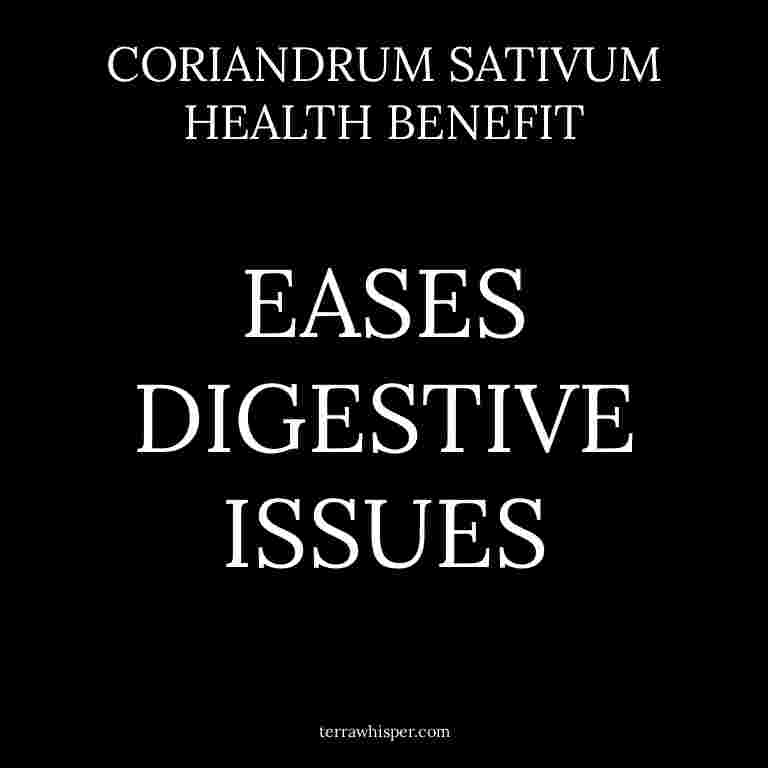 CORIANDRUM SATIVUM
HEALTH BENEFIT
EASES
DIGESTIVE
ISSUES
terrawhisper.com